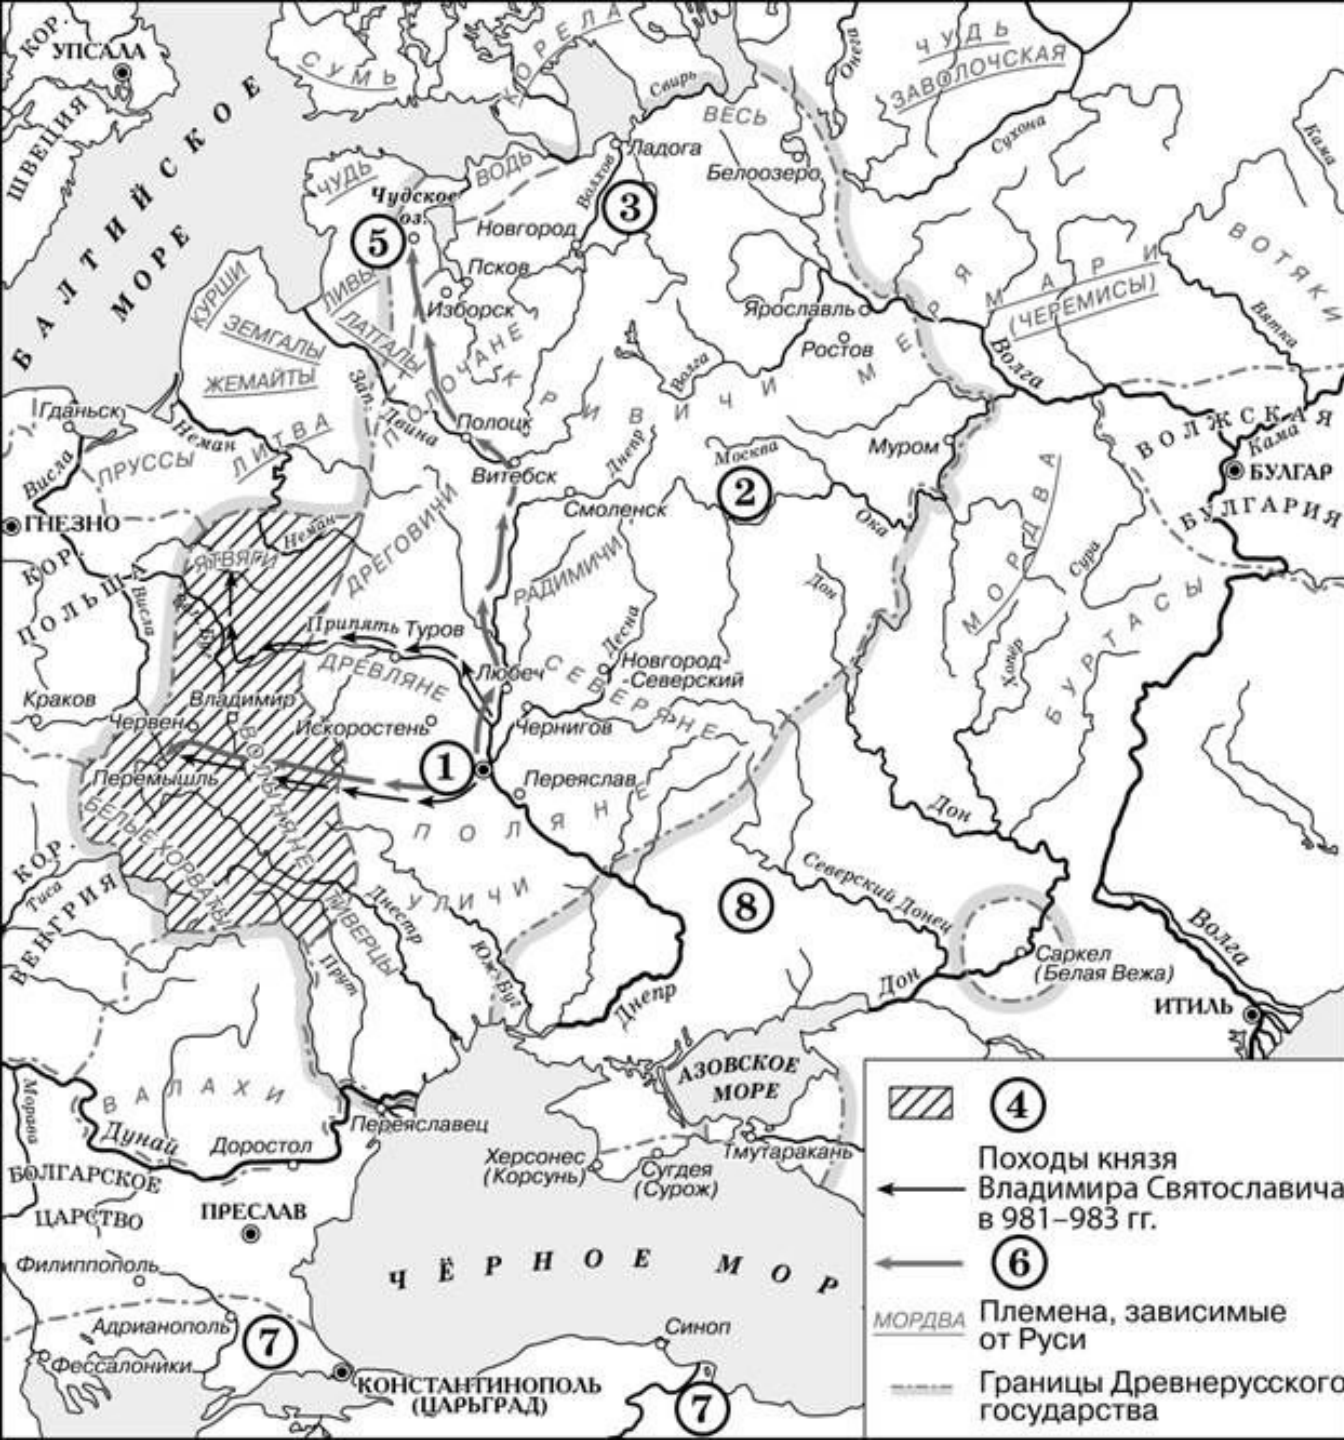 КОР.
УПСАЛА
ШВЕЦИЯ
БАЛТИЙСКОЕ
МОРЕ
СУМЬ
КОРЕЛА
Свирь
ВЕСЬ
Онега
ЧУДЬ
ЗАВОЛОЧСКАЯ
Сухона
Кама
Ладога
Волхов
Белоозеро
3
ЧУДЬ
ВОДЬ
Чудское
оз.
5
Новгород
Псков
Изборск
ЛИВЫ
ЛАТГАЛЫ
КУРШИ
ЗЕМГАЛЫ
ЖЕМАЙТЫ
ЛИТВА
Зап. Двина
ПОЛОЧАНЕ
КРИВИЧИ
Волга
Ярославль
Ростов
МЕРЯ
МАРИ
(ЧЕРЕМИСЫ)
ВОТЯКИ
Вятка
Волга
Гданьск
Висла
ПРУССЫ
Неман
ГНЕЗНО
КОР.
ПОЛЬША
Висла
Полоцк
Витебск
Днепр
Смоленск
Москва
2
Муром
Ока
МОРДВА
Сура
ВОЛЖСКАЯ
Кама
БУЛГАР
БУЛГАРИЯ
БУРТАСЫ
Хопёр
Дон
ЯТВЯГИ
Неман
Зап. Буг
ДРЕГОВИЧИ
РАДИМИЧИ
Десна
Припять
Туров
ДРЕВЛЯНЕ
Любеч
СЕВЕРЯНЕ
Новгород-
Северский
Краков
Владимир
Червен
Искоростень
Чернигов
1
Перемышль
ВОЛЫНЯНЕ
Переяслав
ПОЛЯНЕ
БЕЛЫЕ ХОРВАТЫ
КОР.
Тиса
ВЕНГРИЯ
УЛИЧИ
ТИВЕРЦЫ
Днестр
Прут
Юж. Буг
Днепр
8
Дон
Северский Донец
Дон
Саркел
(Белая Вежа)
Волга
ИТИЛЬ
ВАЛАХИ
Морава
Дунай
Доростол
Переяславец
БОЛГАРСКОЕ
ЦАРСТВО
ПРЕСЛАВ
Филиппополь
Адрианополь
7
Фессалоники
КОНСТАНТИНОПОЛЬ
(ЦАРЬГРАД)
АЗОВСКОЕ
МОРЕ
Херсонес
(Корсунь)
Сугдея
(Сурож)
Тмутаракань
ЧЁРНОЕ МОР
Синоп
7
4
Походы князя
Владимира Святославича
в 981–983 гг.
6
МОРДВА
Племена, зависимые
от Руси
Границы Древнерусского
государства